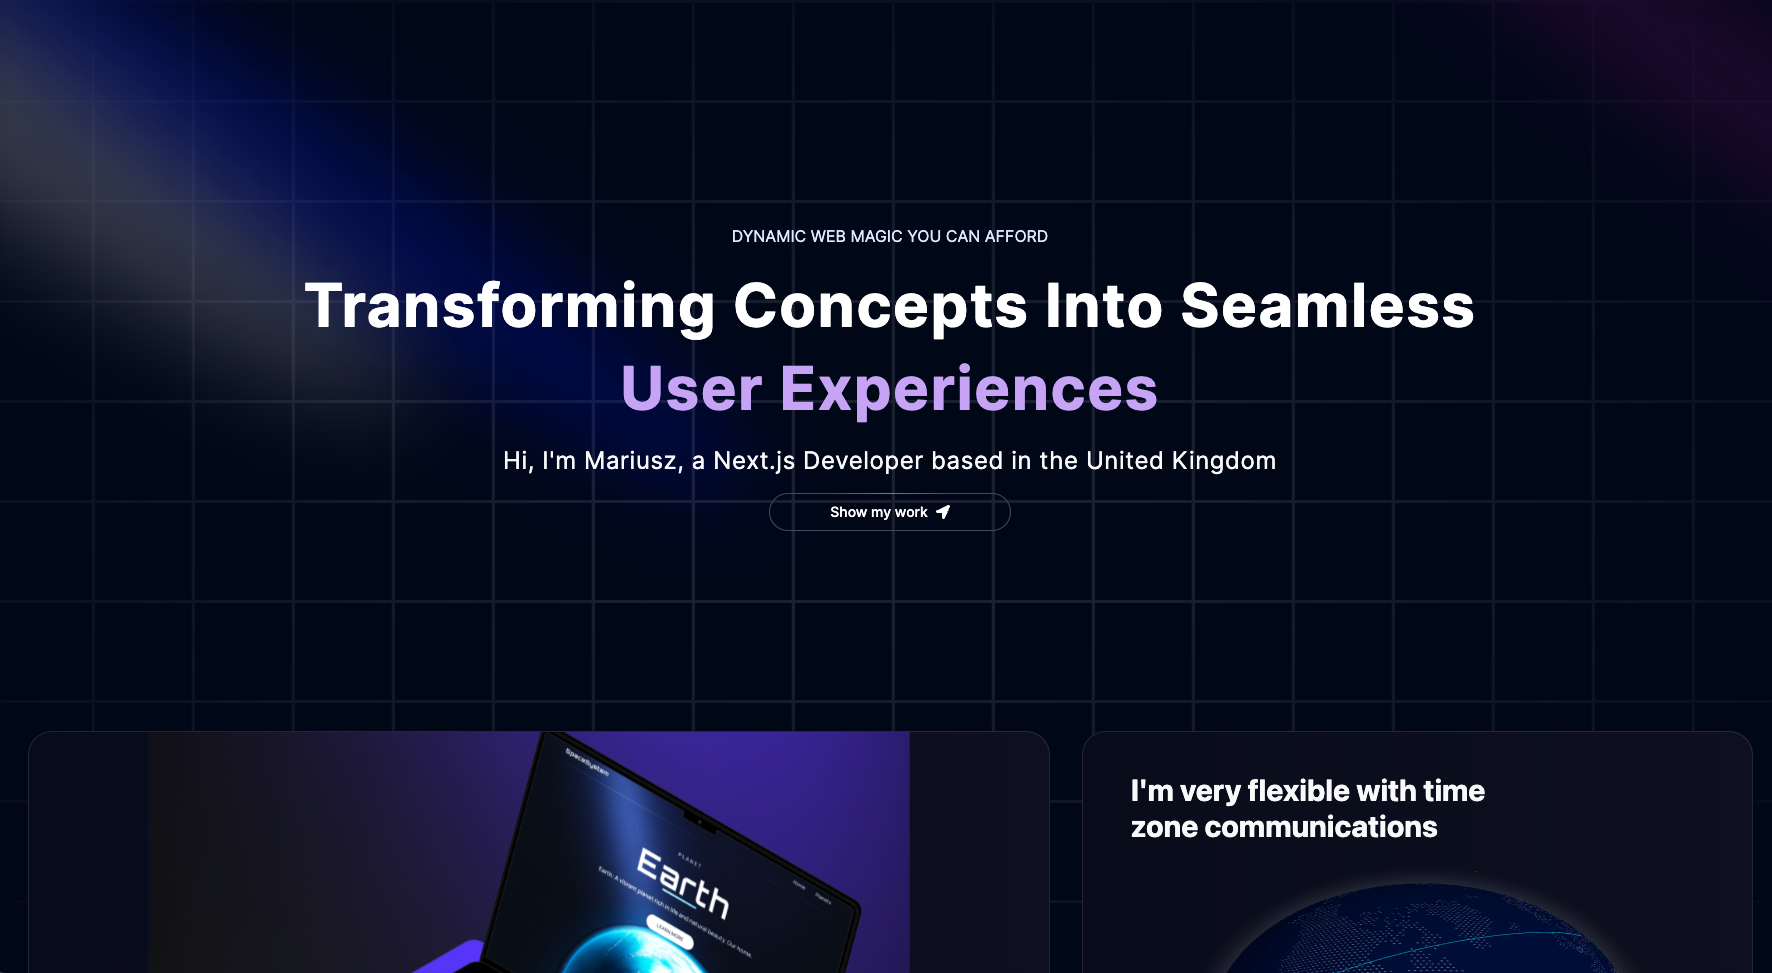 DYNAMIC WEB MAGIC YOU CAN AFFORD
Transforming Concepts Into Seamless
User Experiences
Hi, I'm Mariusz, a Next.js Developer based in the United Kingdom
Show my work
SpaceSystem
Home Planets
PLANET
Earth
Earth. A vibrant planet rich in life and natural beauty. Our home.
LEARN MORE
I'm very flexible with time
zone communications